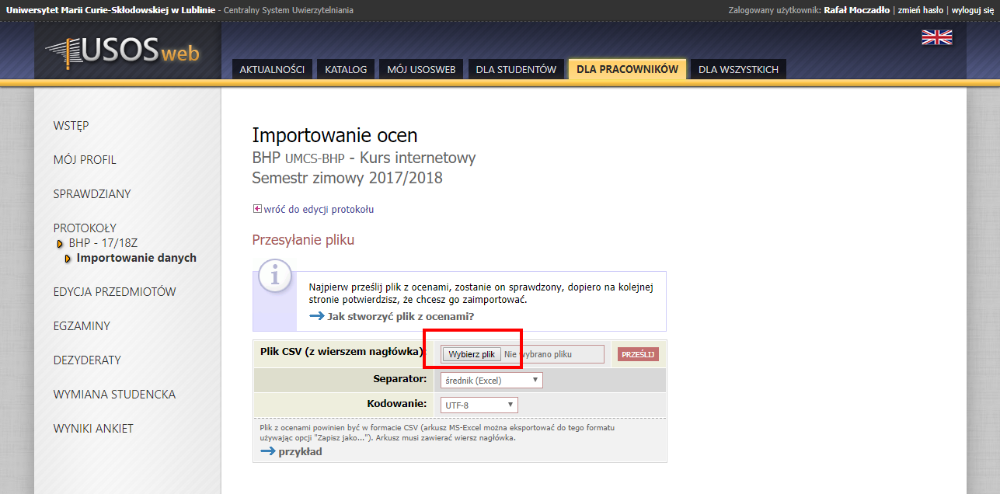 Uniwersytet Marii Curie-Skłodowskiej w Lublinie - Centralny System Uwierzytelniania
Zalogowany użytkownik: Rafał Moczadło | zmień hasło | wyloguj się
USOSweb
AKTUALNOŚCI KATALOG MÓJ USOSWEB DLA STUDENTÓW DLA PRACOWNIKÓW DLA WSZYSTKICH
WSTĘP
MÓJ PROFIL
SPRAWDZIANY
PROTOKOŁY
BHP - 17/18Z
Importowanie danych
EDYCJA PRZEDMIOTÓW
EGZAMINY
DEZYDERATY
WYMIANA STUDENCKA
WYNIKI ANKIET
Importowanie ocen
BHP UMCS-BHP - Kurs internetowy
Semestr zimowy 2017/2018
wróć do edycji protokołu
Przesyłanie pliku
i
Najpierw prześlij plik z ocenami, zostanie on sprawdzony, dopiero na kolejnej
stronie potwierdzisz, że chcesz go zaimportować.
Jak stworzyć plik z ocenami?
Plik CSV (z wierszem nagłówka): Wybierz plik Nie wybrano pliku PRZEŚLIJ
Separator: średnik (Excel)
Kodowanie: UTF-8
Plik z ocenami powinien być w formacie CSV (arkusz MS-Excel można eksportować do tego formatu
używając opcji "Zapisz jako..."). Arkusz musi zawierać wiersz nagłówka.
przykład